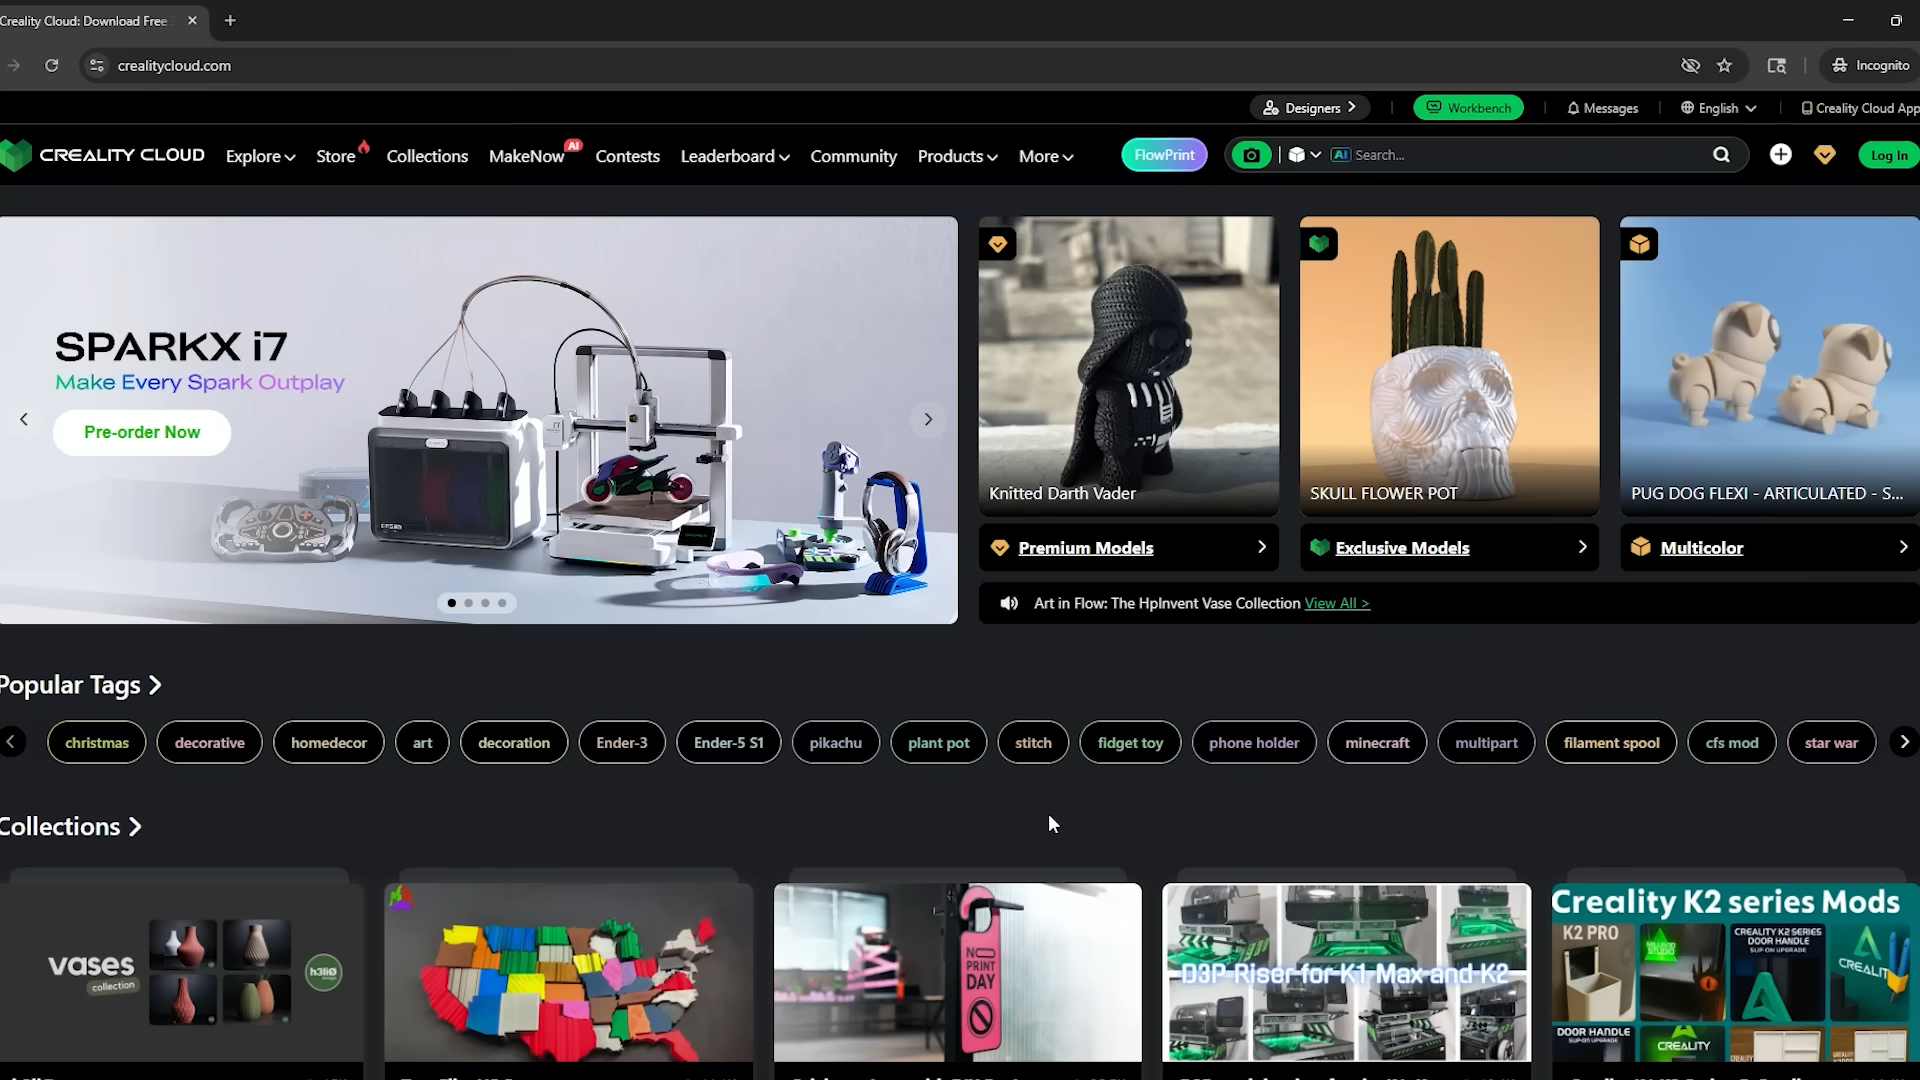 Creality Cloud: Download Free
crealitycloud.com
Incognito
Designers
Workbench
Messages
English
Creality Cloud App
CREALITY CLOUD
Explore
Store
Collections
MakeNow
AI
Contests
Leaderboard
Community
Products
More
FlowPrint
AI Search...
Log In
SPARKX i7
Make Every Spark Outplay
Pre-order Now
Knitted Darth Vader
SKULL FLOWER POT
PUG DOG FLEXI - ARTICULATED - S...
Premium Models
Exclusive Models
Multicolor
Art in Flow: The HpInvent Vase Collection View All >
Popular Tags
christmas
decorative
homedecor
art
decoration
Ender-3
Ender-5 S1
pikachu
plant pot
stitch
fidget toy
phone holder
minecraft
multipart
filament spool
cfs mod
star war
Collections
vases
collection
h3li0
NO
PRINT
DAY
D3P Riser for K1 Max and K2
Creality K2 series Mods
K2 PRO
CREALITY K2 SERIES
DOOR HANDLE
SLIP ON UPGRADE
DOOR HANDLE
SLIP-ON UPGRADE
CREALITY